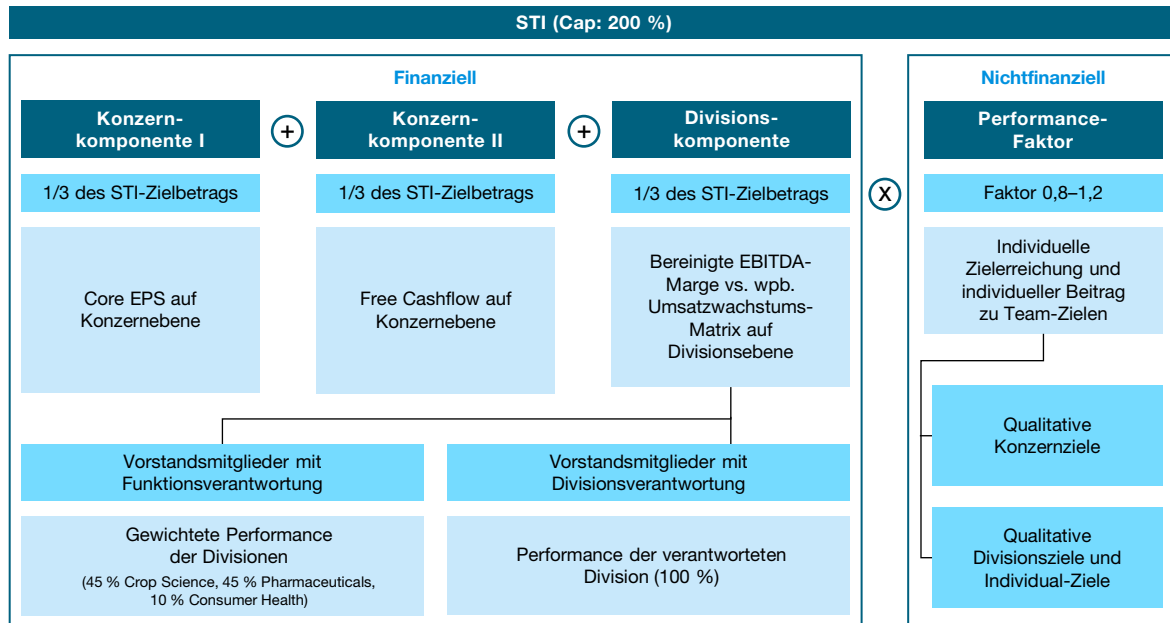 STI (Cap: 200 %)
Finanziell
Konzern-
komponente I
+
Konzern-
komponente II
+
Divisions-
komponente
1/3 des STI-Zielbetrags
1/3 des STI-Zielbetrags
1/3 des STI-Zielbetrags
Core EPS auf
Konzernebene
Free Cashflow auf
Konzernebene
Bereinigte EBITDA-
Marge vs. wpb.
Umsatzwachstums-
Matrix auf
Divisionsebene
Vorstandsmitglieder mit
Funktionsverantwortung
Gewichtete Performance
der Divisionen
(45 % Crop Science, 45 % Pharmaceuticals,
10 % Consumer Health)
Vorstandsmitglieder mit
Divisionsverantwortung
Performance der verantworteten
Division (100 %)
X
Nichtfinanziell
Performance-
Faktor
Faktor 0,8–1,2
Individuelle
Zielerreichung und
individueller Beitrag
zu Team-Zielen
Qualitative
Konzernziele
Qualitative
Divisionsziele und
Individual-Ziele